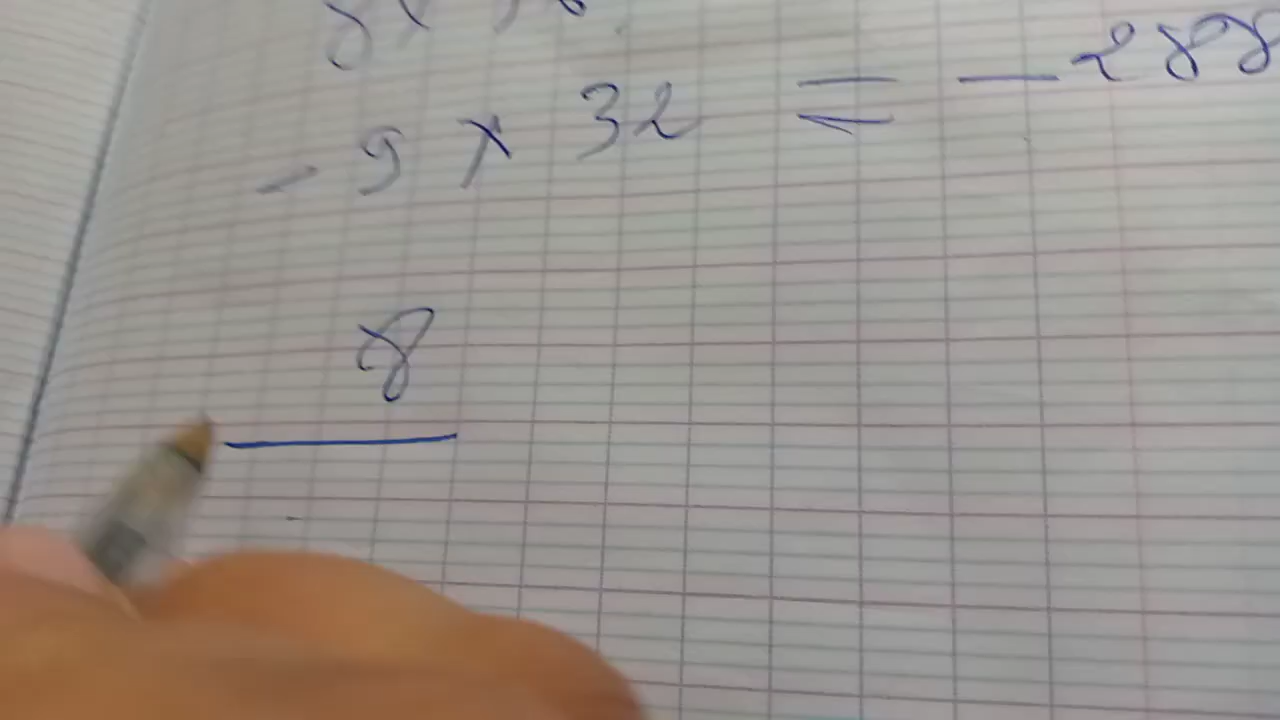 - 9 x 32 = - 288
8